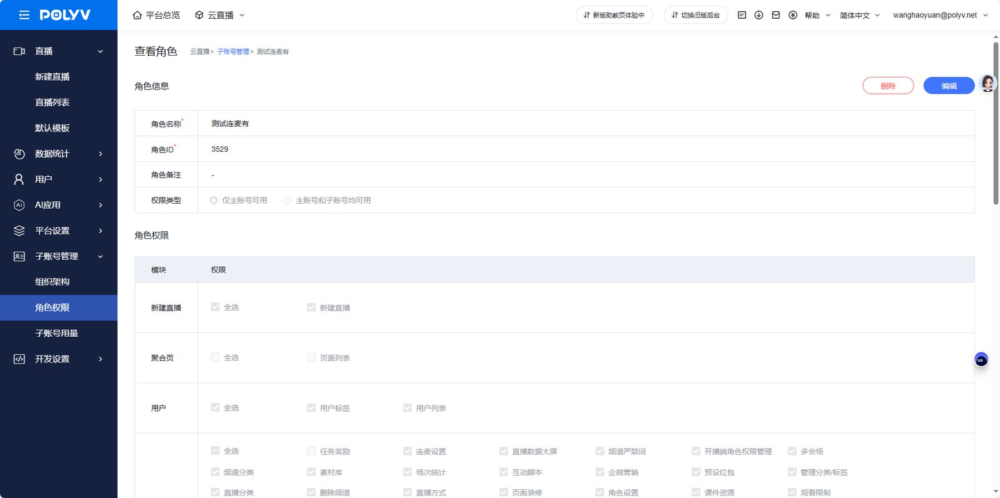 POLYV
平台总览
云直播
新版助教页体验中
切换旧版后台
帮助
简体中文
wanghaoyuan@polyv.net
直播
新建直播
直播列表
默认模板
数据统计
用户
AI应用
平台设置
子账号管理
组织架构
角色权限
子账号用量
开发设置
查看角色
云直播> 子账号管理> 测试连麦有
角色信息
删除
编辑
角色名称* 测试连麦有
角色ID* 3529
角色备注 -
权限类型 仅主账号可用 主账号和子账号均可用
角色权限
模块 权限
新建直播 全选 新建直播
聚合页 全选 页面列表
用户 全选 用户标签 用户列表
全选 任务奖励 连麦设置 直播数据大屏 频道严禁词 开播端角色权限管理 多会场
频道分类 素材库 场次统计 互动脚本 企微营销 预设红包 管理分类/标签
直播分类 删除频道 直播方式 页面装修 角色设置 课件资源 观看限制